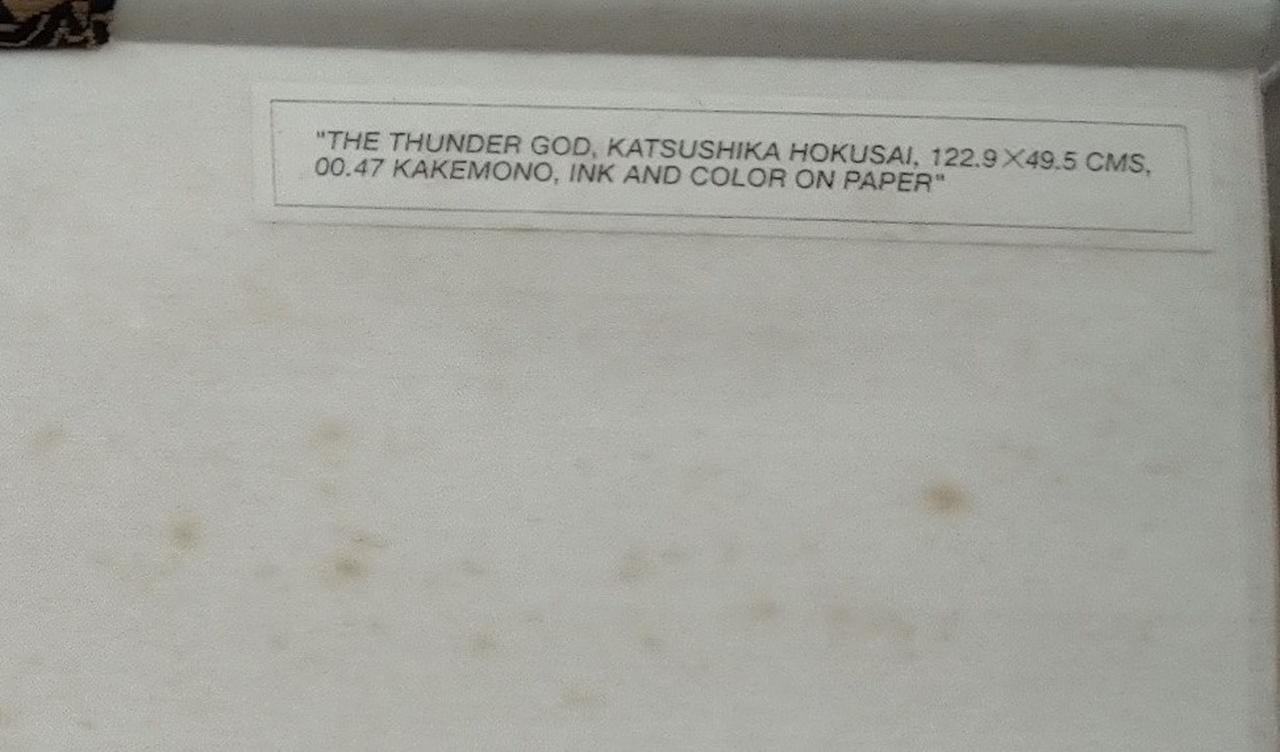 "THE THUNDER GOD, KATSUSHIKA HOKUSAI, 122.9×49.5 CMS,
00.47 KAKEMONO, INK AND COLOR ON PAPER"